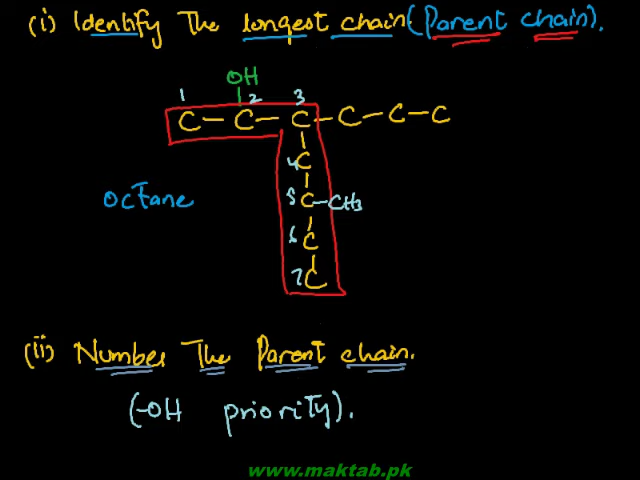 (i) Identify The longest chain (Parent chain).
OH
1 2 3
C – C – C – C – C – C
4 C
octane 5 C – CH3
6 C
7 C
(ii) Number The Parent chain.
(-OH priority).
www.maktab.pk